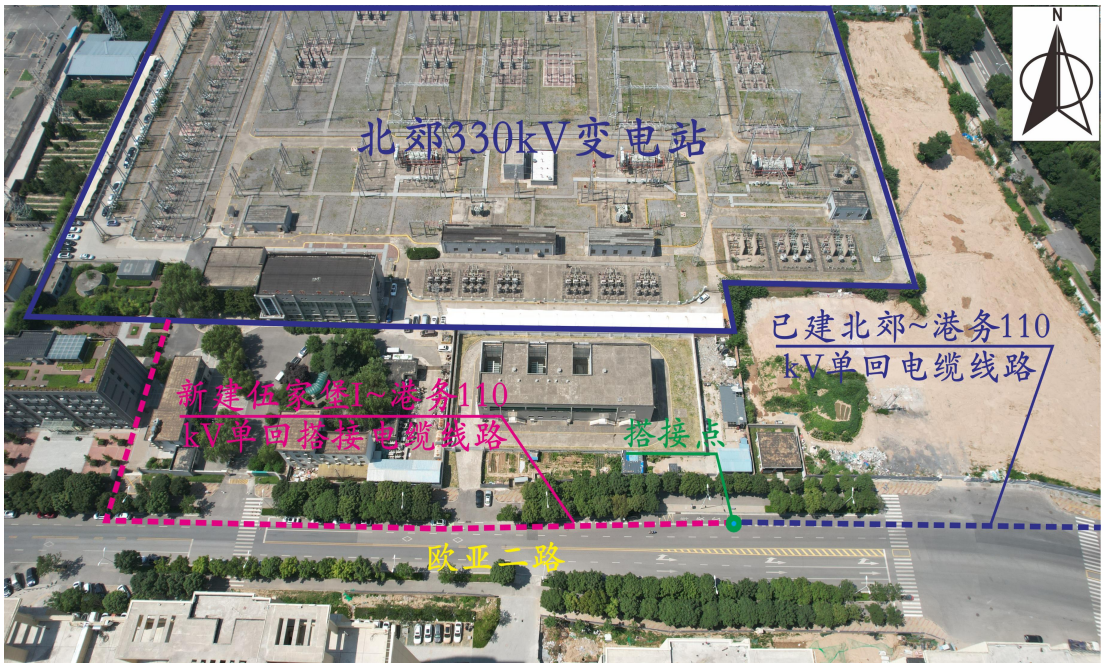 N
北郊330kV变电站
已建北郊~港务110
kV单回电缆线路
新建伍家堡I~港务110
kV单回搭接电缆线路
搭接点
欧亚二路